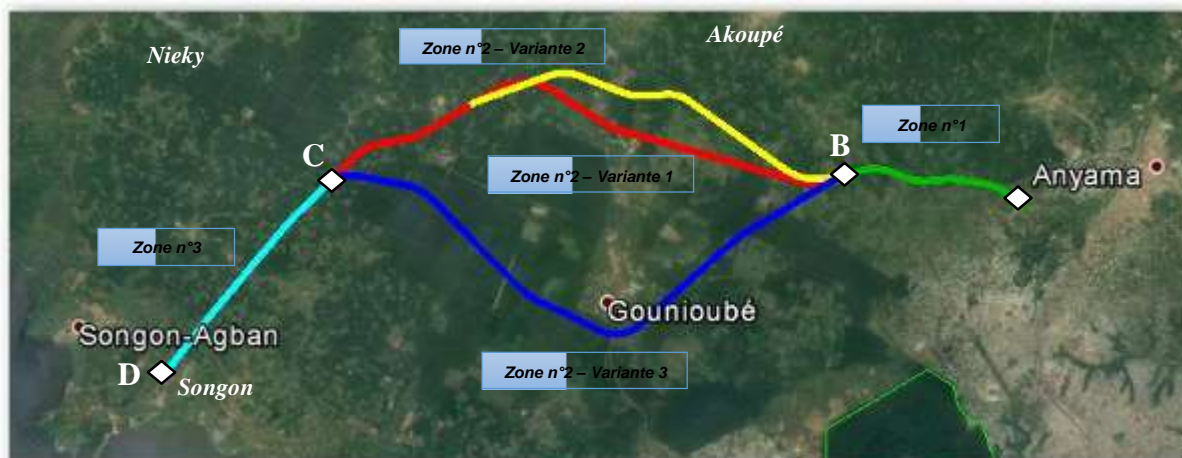 Nieky
Zone n°2 – Variante 2
Akoupé
Zone n°1
B
C
Anyama
Zone n°2 – Variante 1
Zone n°3
Gounioubé
Songon-Agban
D
Songon
Zone n°2 – Variante 3